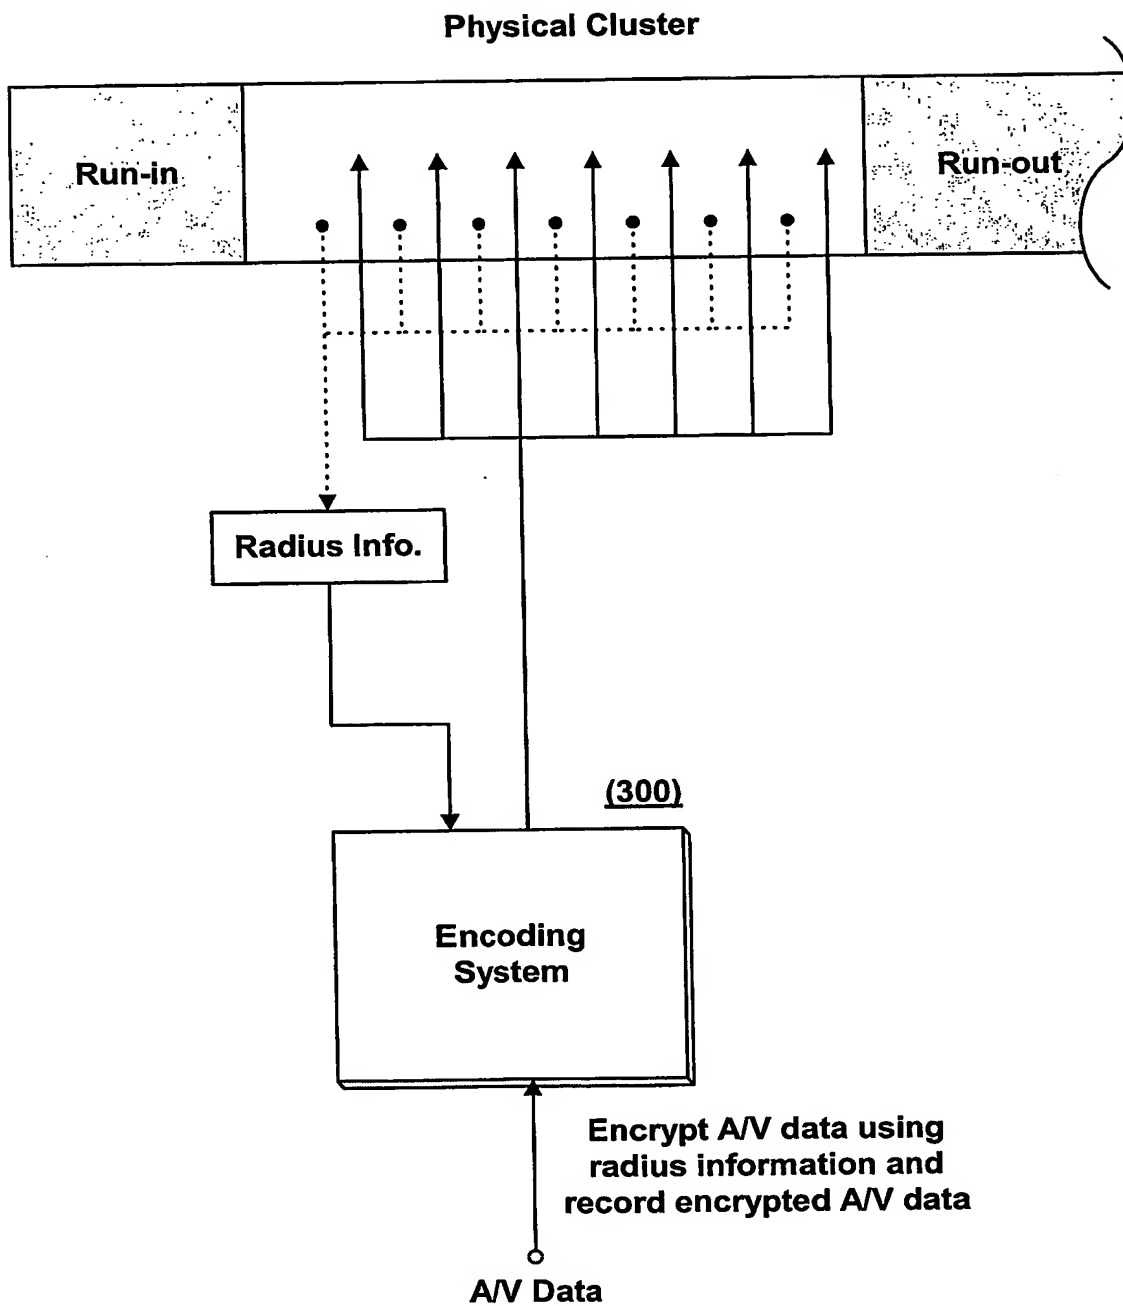 Physical Cluster
Run-in
Run-out
Radius Info.
(300)
Encoding
System
Encrypt A/V data using
radius information and
record encrypted A/V data
A/V Data